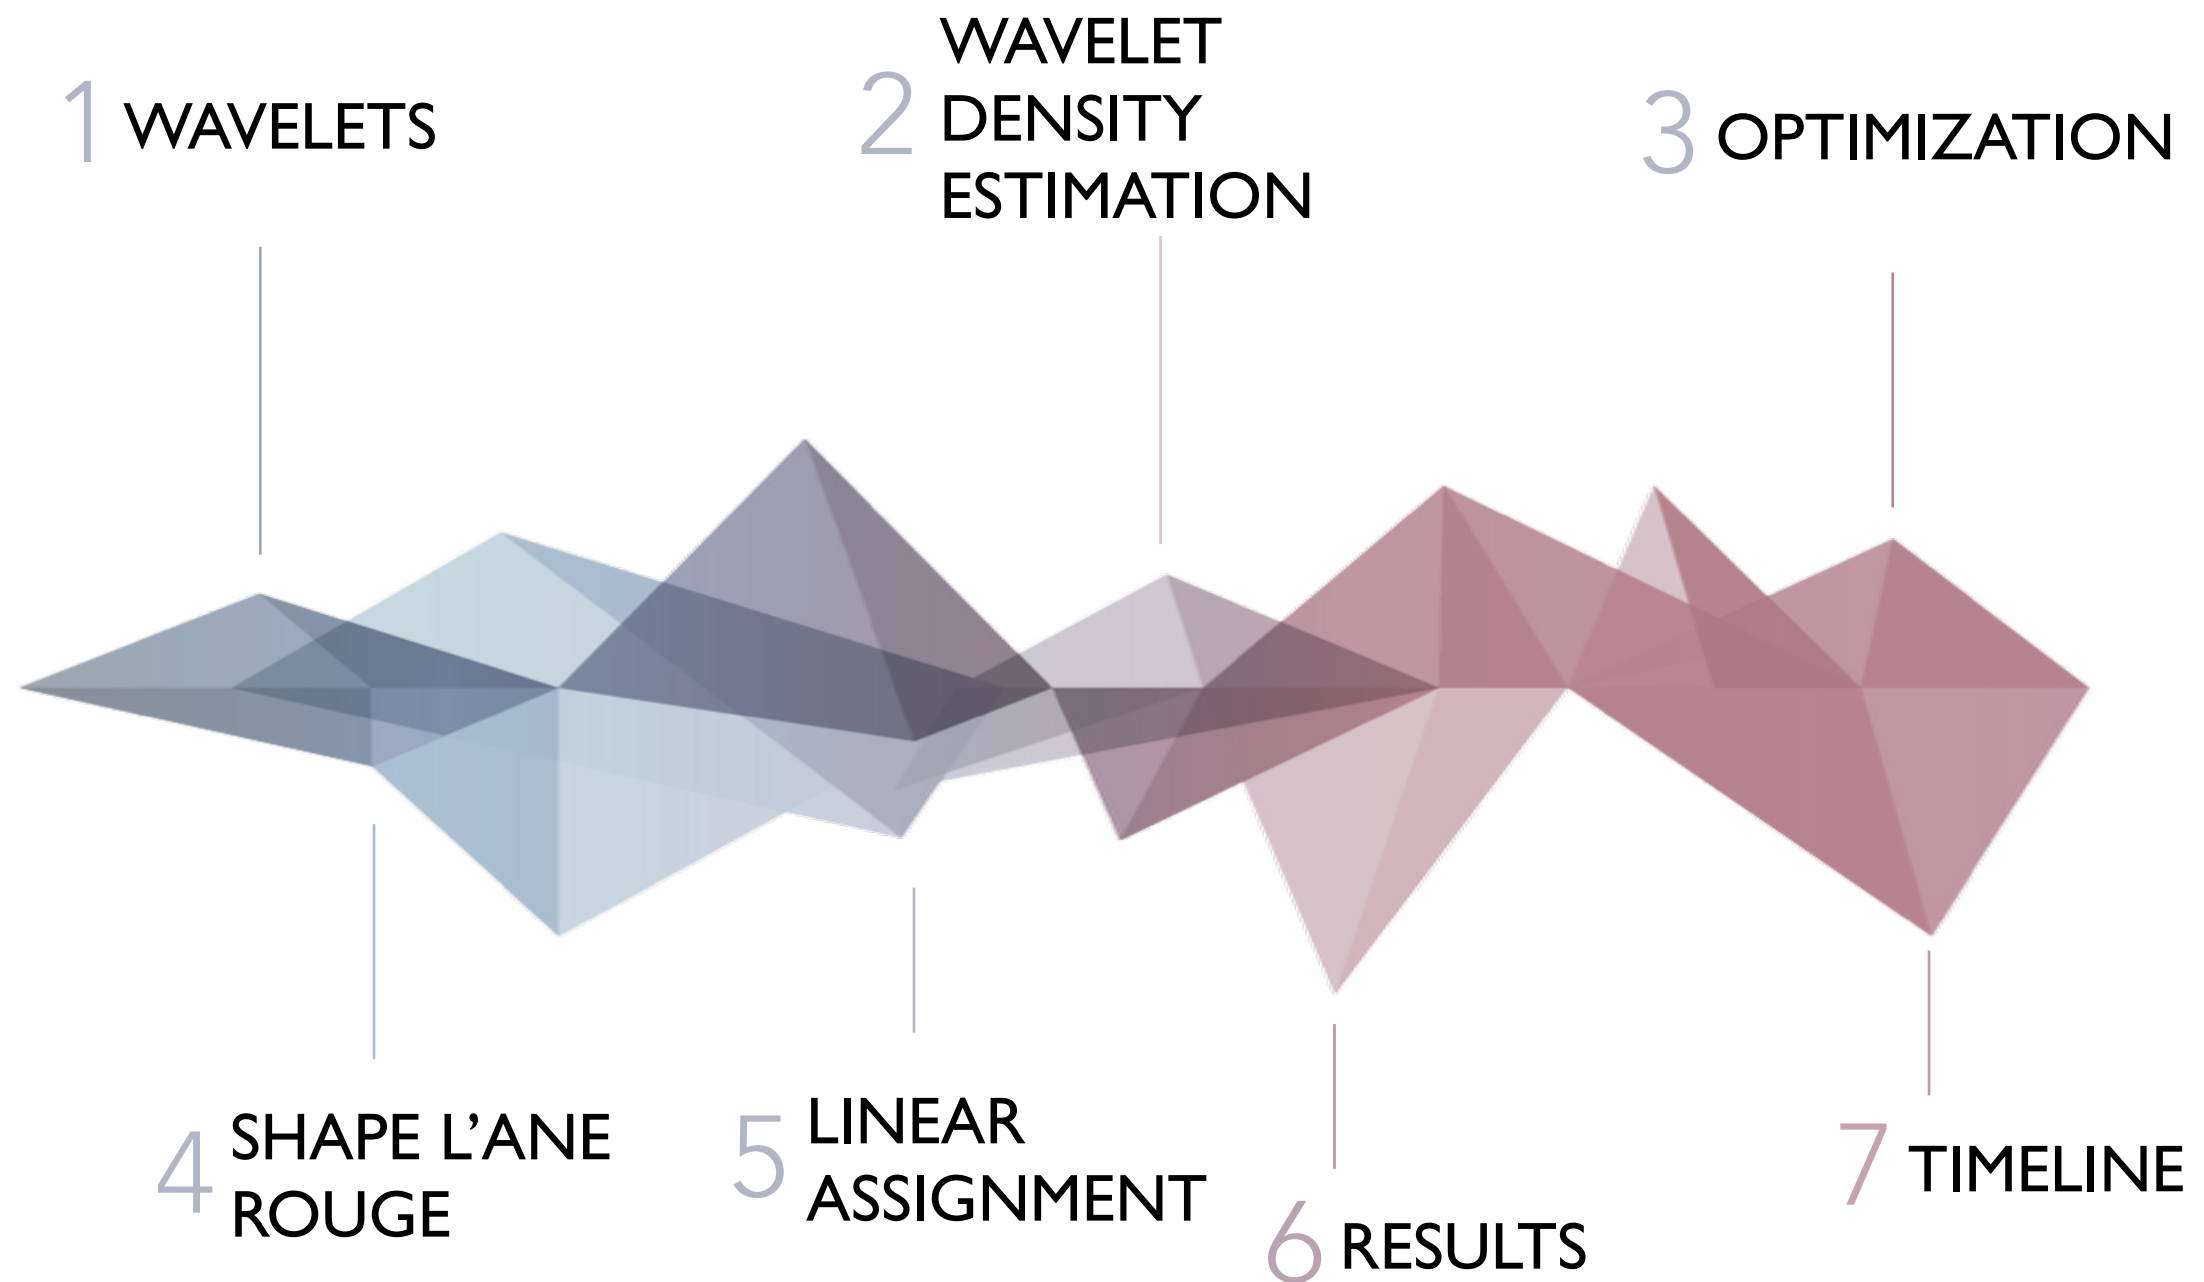 1 WAVELETS
2 WAVELET
DENSITY
ESTIMATION
3 OPTIMIZATION
4 SHAPE L’ANE
ROUGE
5 LINEAR
ASSIGNMENT
6 RESULTS
7 TIMELINE